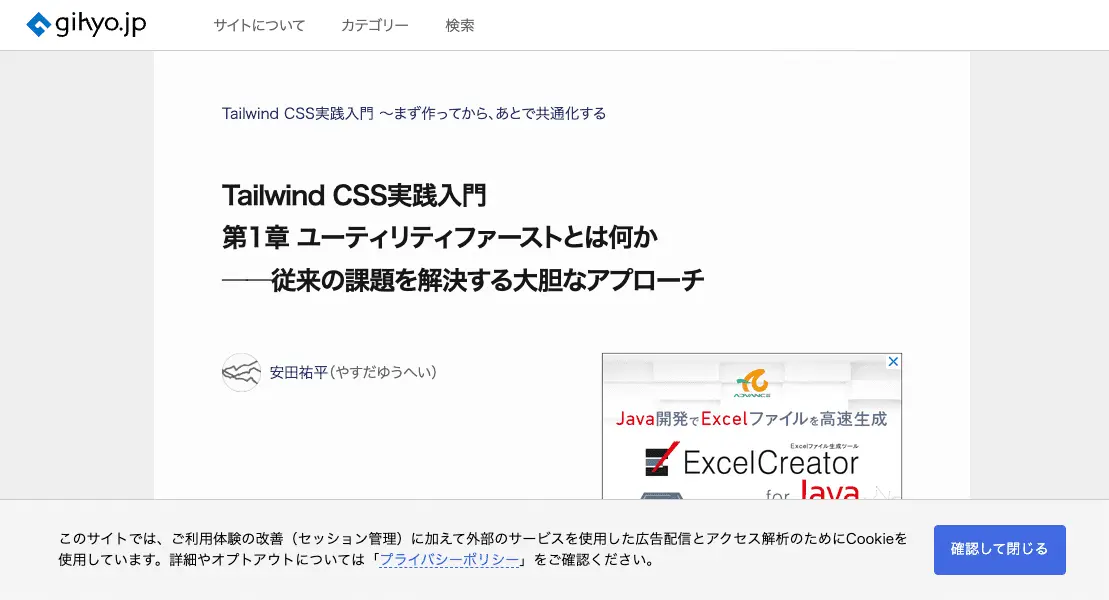 gihyo.jp
サイトについて
カテゴリー
検索
Tailwind CSS実践入門 〜まず作ってから、あとで共通化する
Tailwind CSS実践入門
第1章 ユーティリティファーストとは何か
──従来の課題を解決する大胆なアプローチ
安田祐平(やすだゆうへい)
ADVANCE
Java開発でExcelファイルを高速生成
Excelファイル生成ツール
ExcelCreator
for Java
このサイトでは、ご利用体験の改善（セッション管理）に加えて外部のサービスを使用した広告配信とアクセス解析のためにCookieを
使用しています。詳細やオプトアウトについては「プライバシーポリシー」をご確認ください。
確認して閉じる